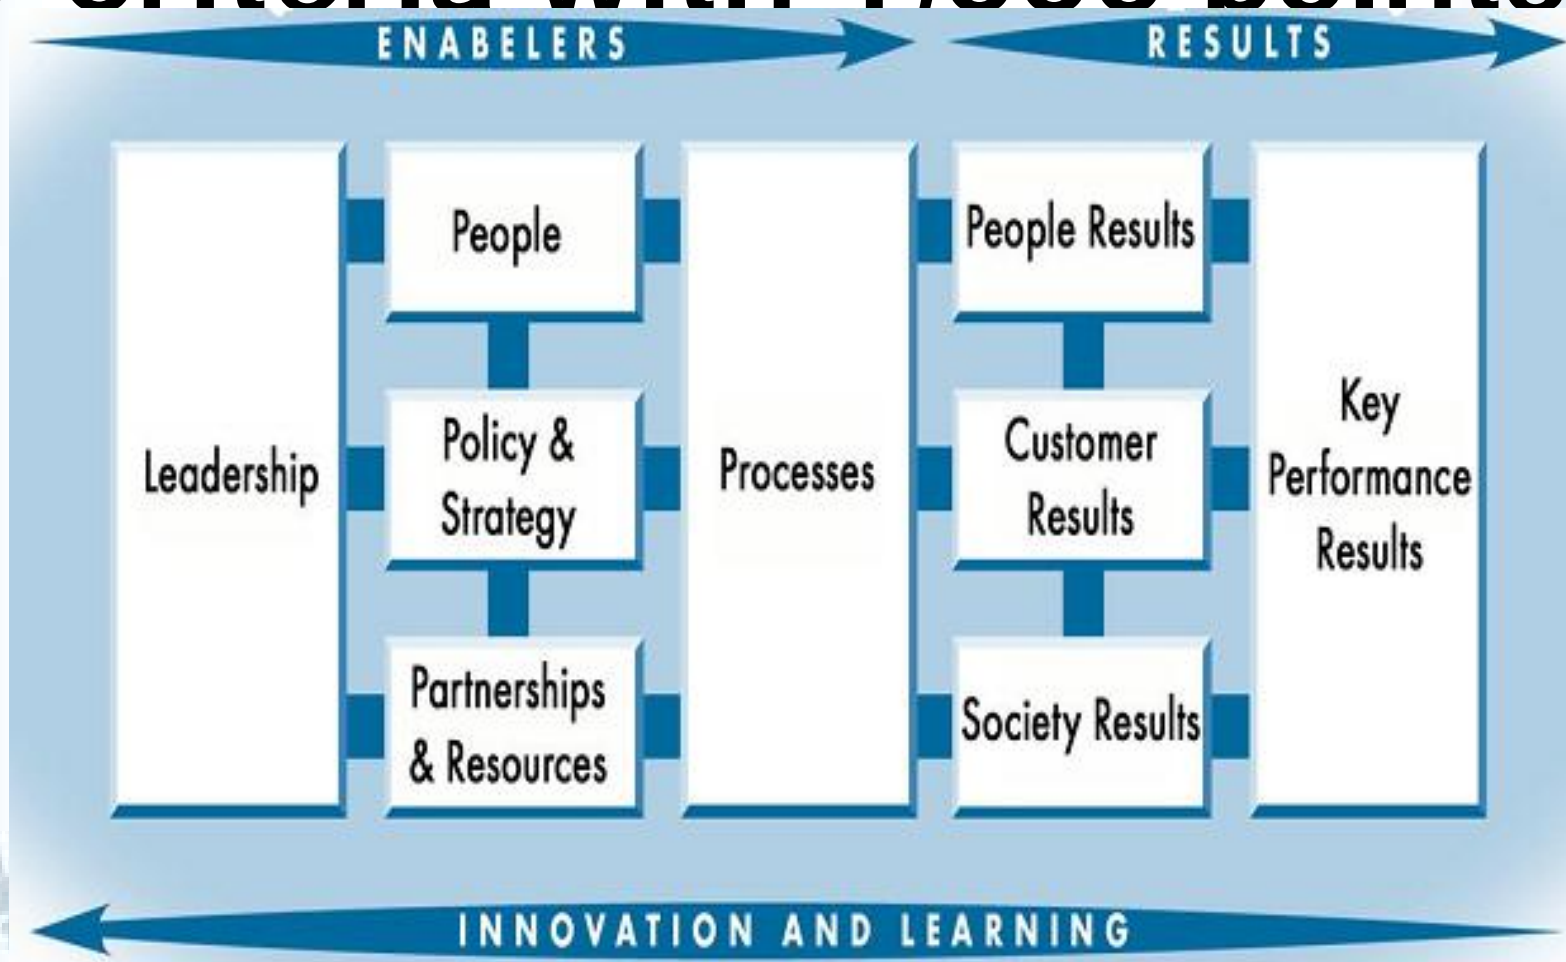 ENABELERS
RESULTS
People
People Results
Leadership
Policy &
Strategy
Processes
Customer
Results
Key
Performance
Results
Partnerships
& Resources
Society Results
INNOVATION AND LEARNING